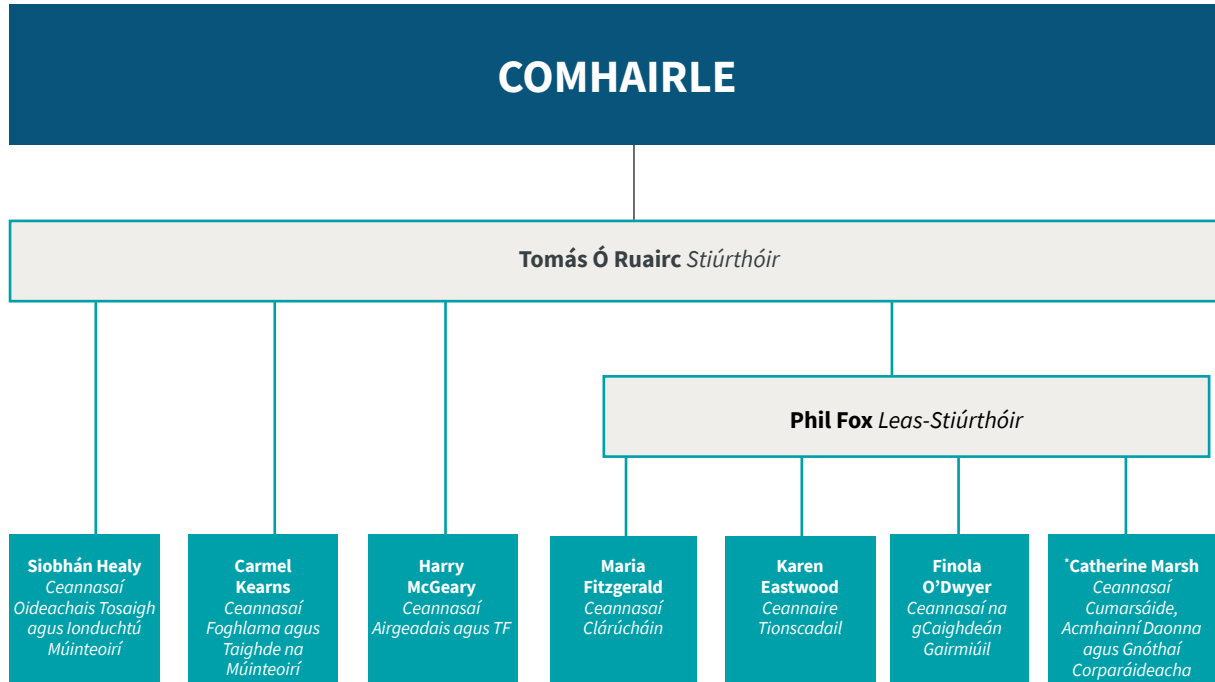 COMHAIRLE
Tomás Ó Ruairc Stiúrthóir
Phil Fox Leas-Stiúrthóir
Siobhán Healy
Ceannasaí
Oideachais Tosaigh
agus Ionduchtú
Múinteoirí
Carmel
Kearns
Ceannasaí
Foghlama agus
Taighde na
Múinteoirí
Harry
McGeary
Ceannasaí
Airgeadais agus TF
Maria
Fitzgerald
Ceannasaí
Clárúcháin
Karen
Eastwood
Ceannaire
Tionscadail
Finola
O’Dwyer
Ceannasaí na
gCaighdeán
Gairmiúil
*Catherine Marsh
Ceannasaí
Cumarsáide,
Acmhainní Daonna
agus Gnóthaí
Corparáideacha